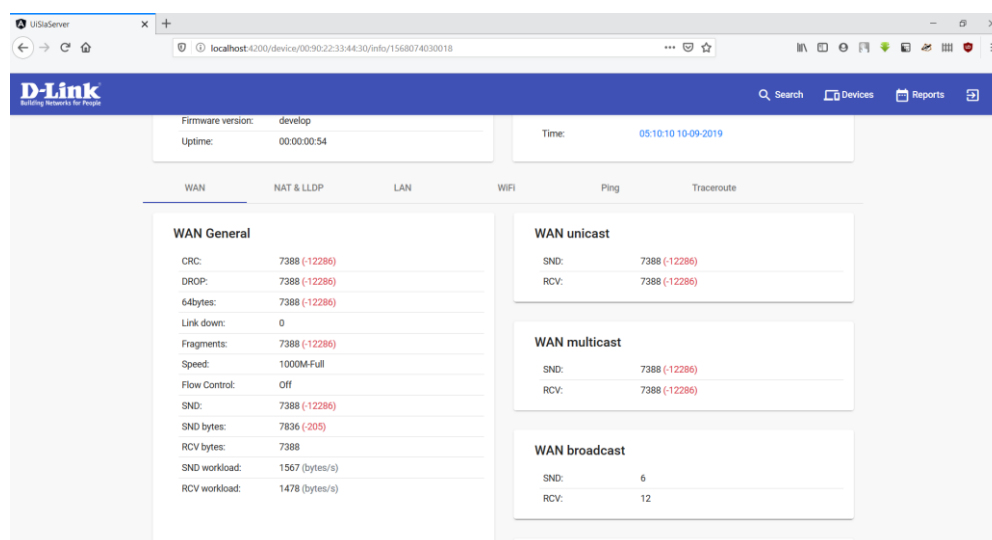 UiSlaServer
localhost:4200/device/00:90:22:33:44:30/info/1568074030018
D-Link
Building Networks for People
Search
Devices
Reports
Firmware version: develop
Uptime: 00:00:00:54
Time: 05:10:10 10-09-2019
WAN NAT & LLDP LAN WiFi Ping Traceroute
WAN General
CRC: 7388 (-12286)
DROP: 7388 (-12286)
64bytes: 7388 (-12286)
Link down: 0
Fragments: 7388 (-12286)
Speed: 1000M-Full
Flow Control: Off
SND: 7388 (-12286)
SND bytes: 7836 (-205)
RCV bytes: 7388
SND workload: 1567 (bytes/s)
RCV workload: 1478 (bytes/s)
WAN unicast
SND: 7388 (-12286)
RCV: 7388 (-12286)
WAN multicast
SND: 7388 (-12286)
RCV: 7388 (-12286)
WAN broadcast
SND: 6
RCV: 12